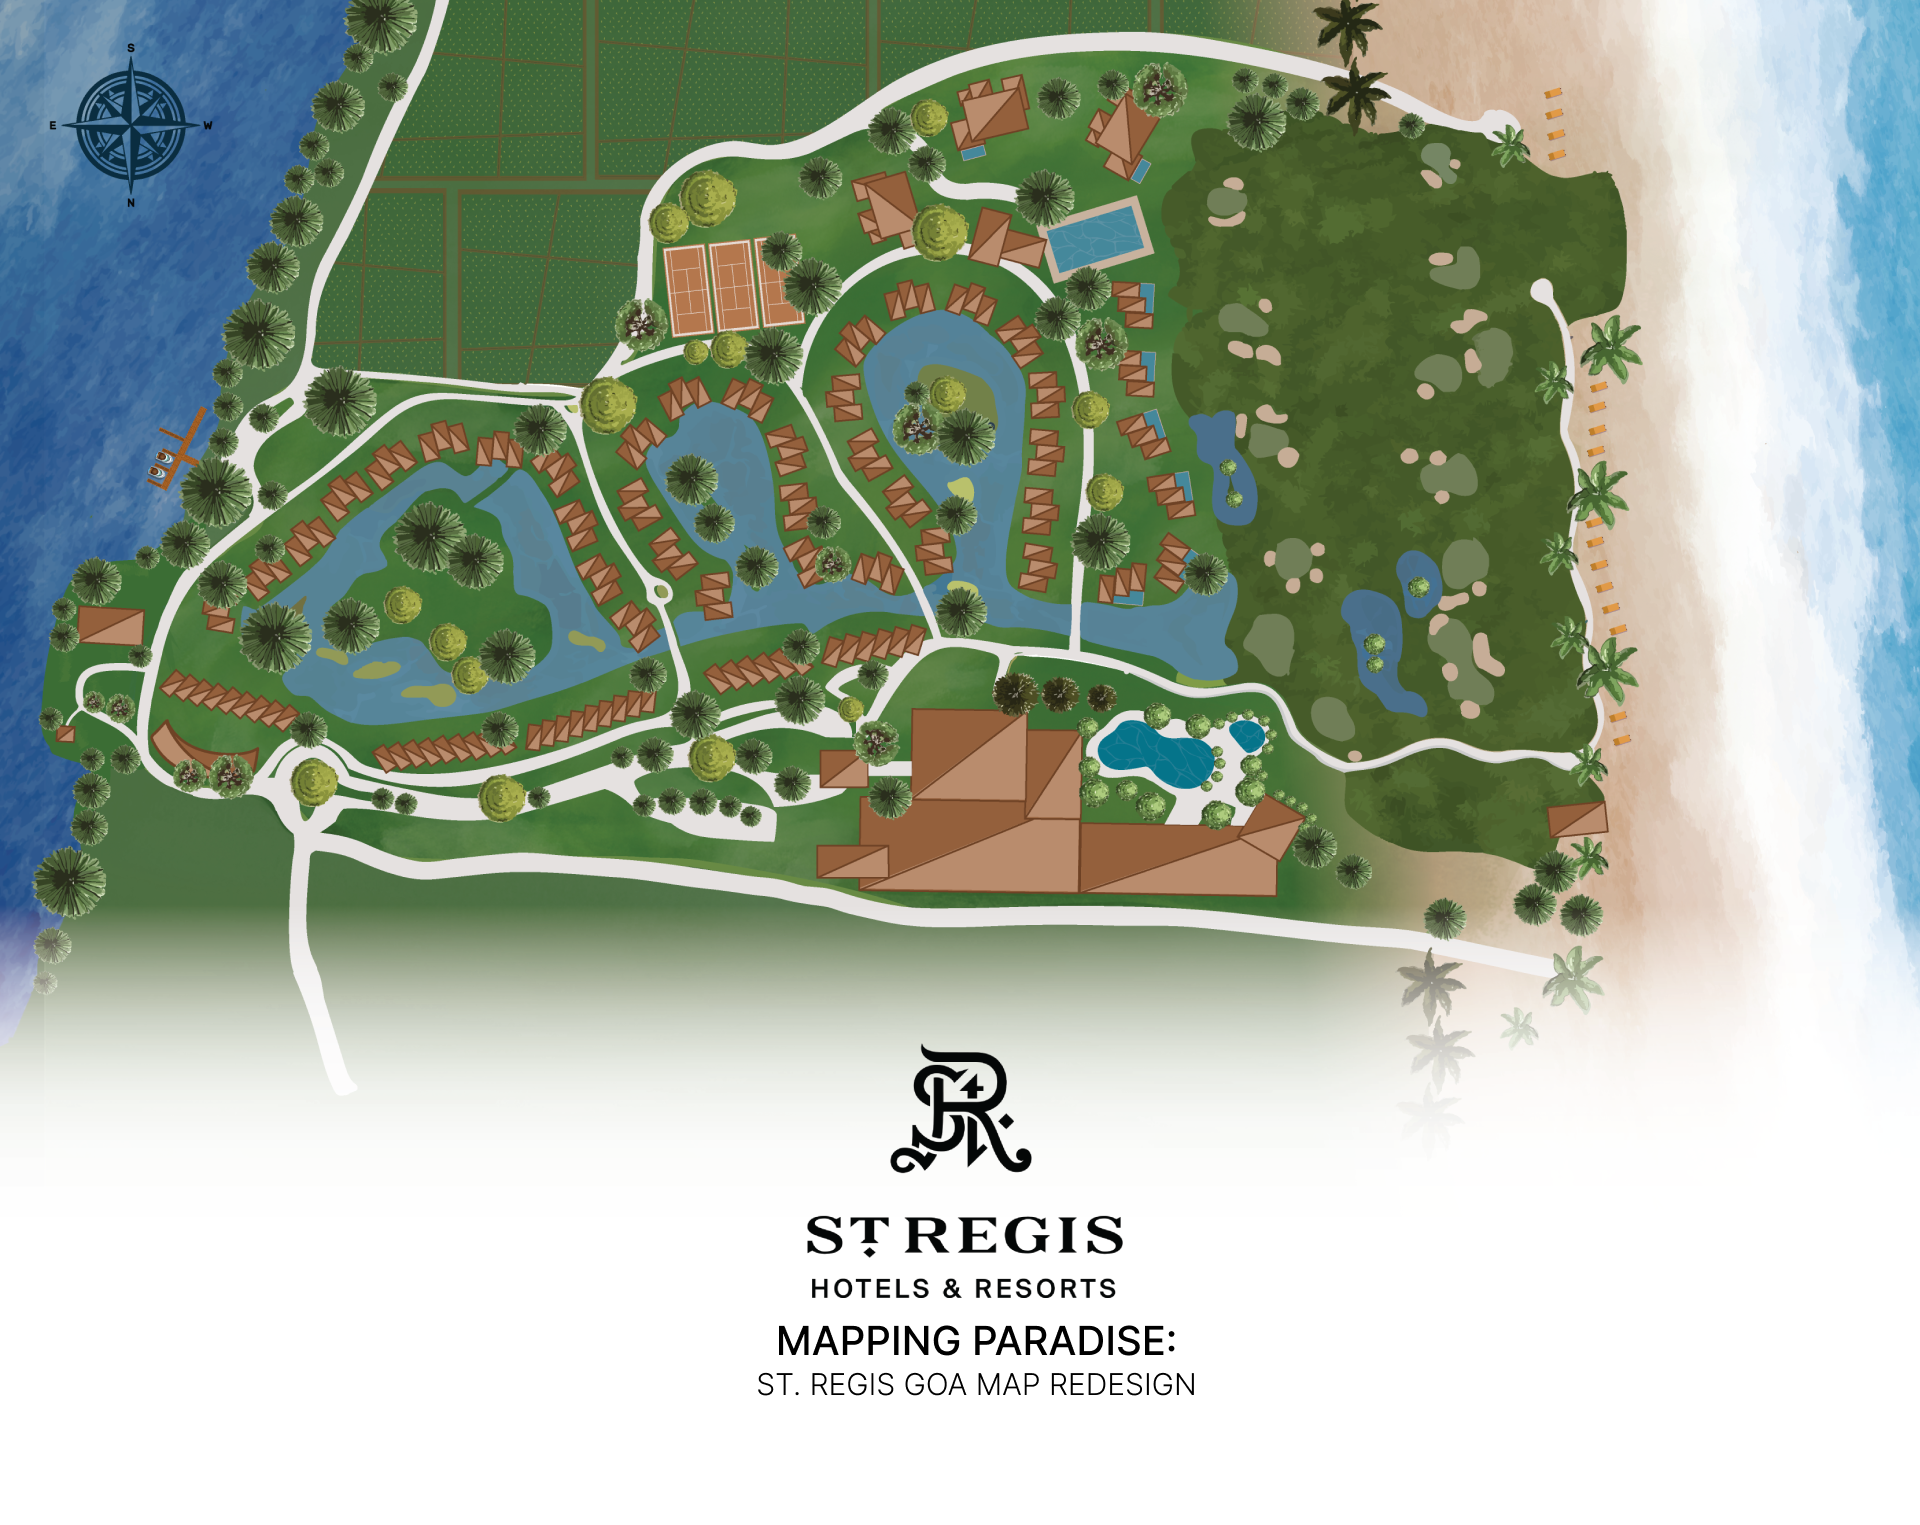 S
E
W
N
ST REGIS
HOTELS & RESORTS
MAPPING PARADISE:
ST. REGIS GOA MAP REDESIGN